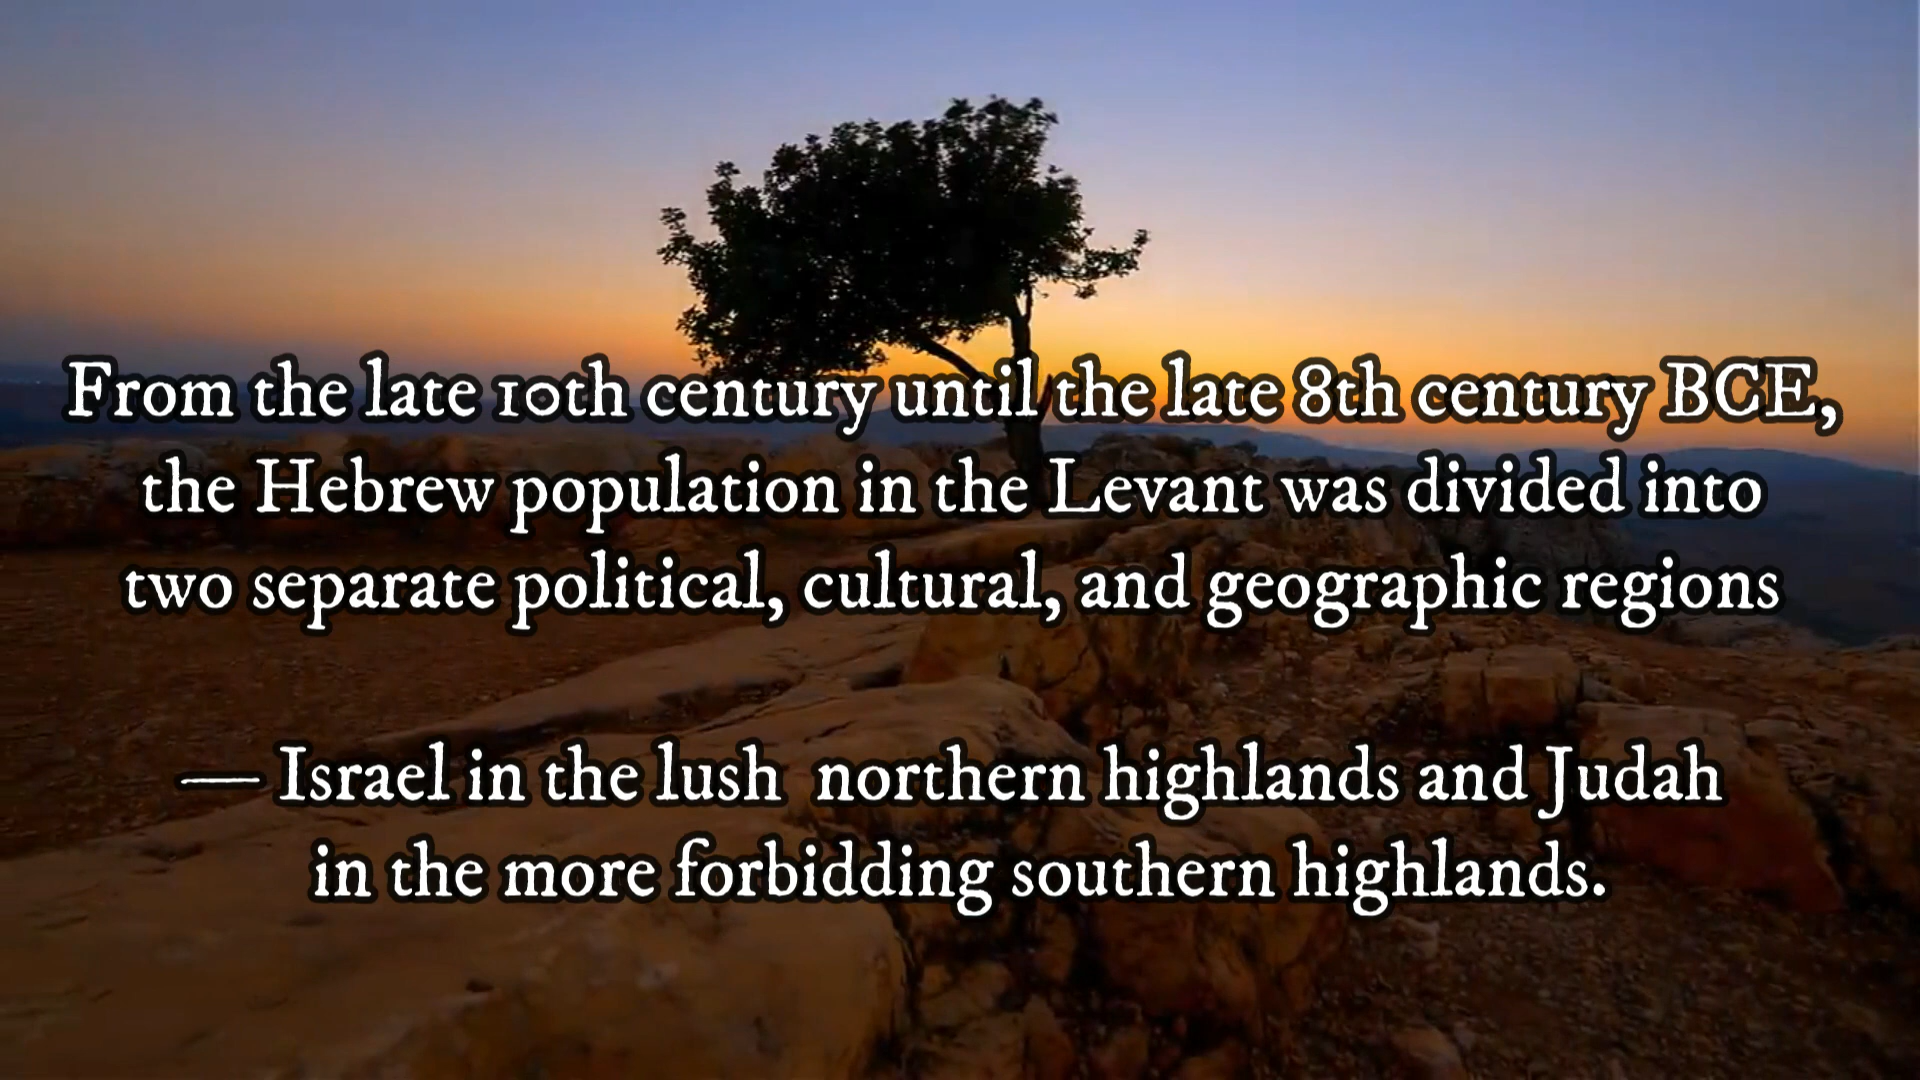 From the late 10th century until the late 8th century BCE,
the Hebrew population in the Levant was divided into
two separate political, cultural, and geographic regions
— Israel in the lush  northern highlands and Judah
in the more forbidding southern highlands.